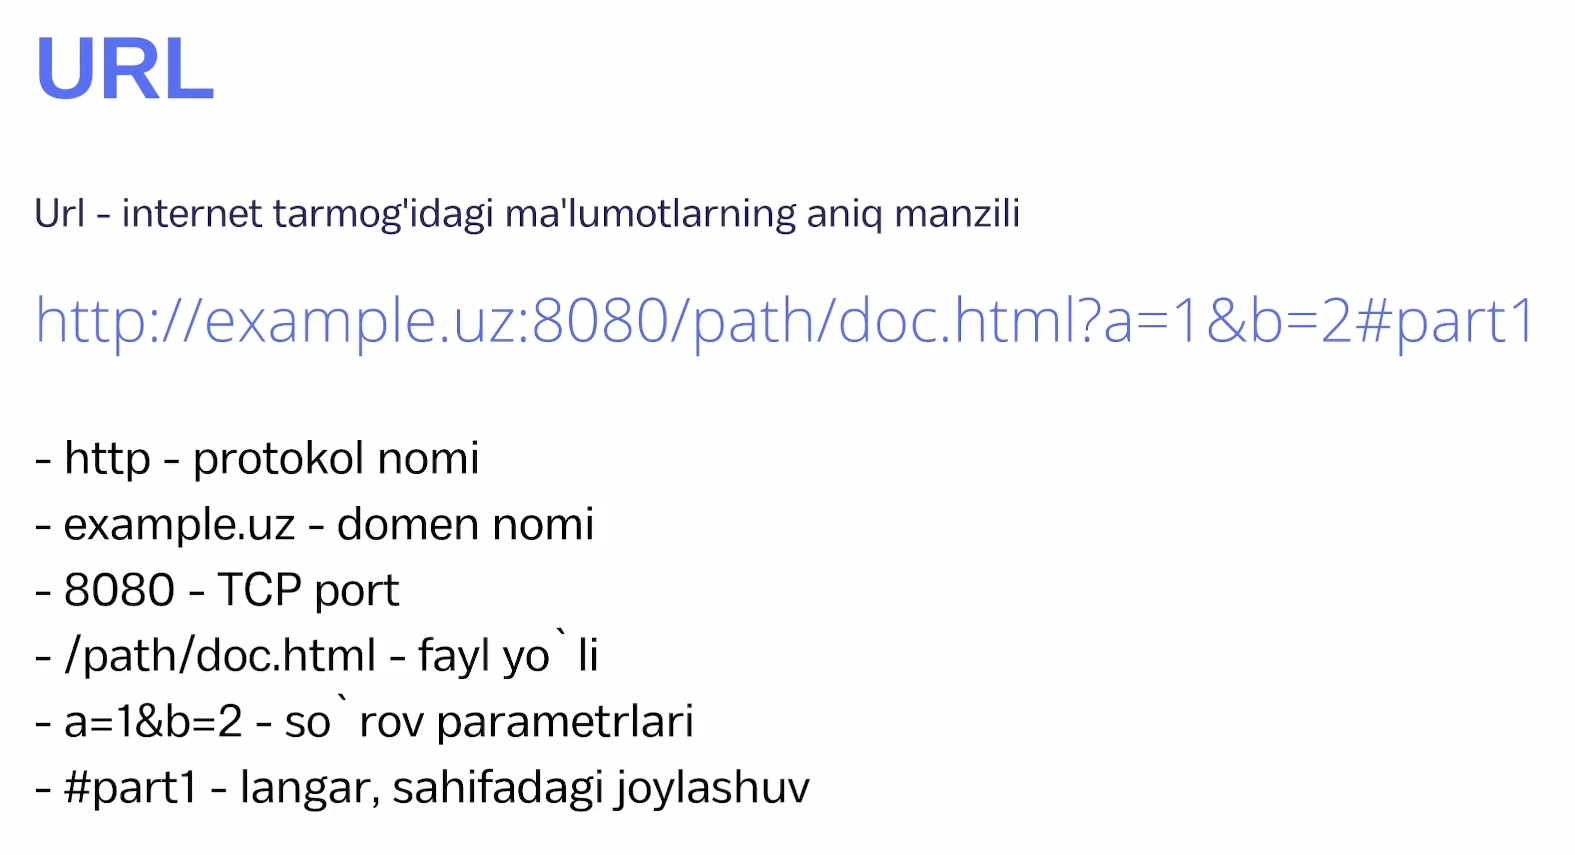 URL
Url - internet tarmog'idagi ma'lumotlarning aniq manzili
http://example.uz:8080/path/doc.html?a=1&b=2#part1
- http - protokol nomi
- example.uz - domen nomi
- 8080 - TCP port
- /path/doc.html - fayl yo`li
- a=1&b=2 - so`rov parametrlari
- #part1 - langar, sahifadagi joylashuv